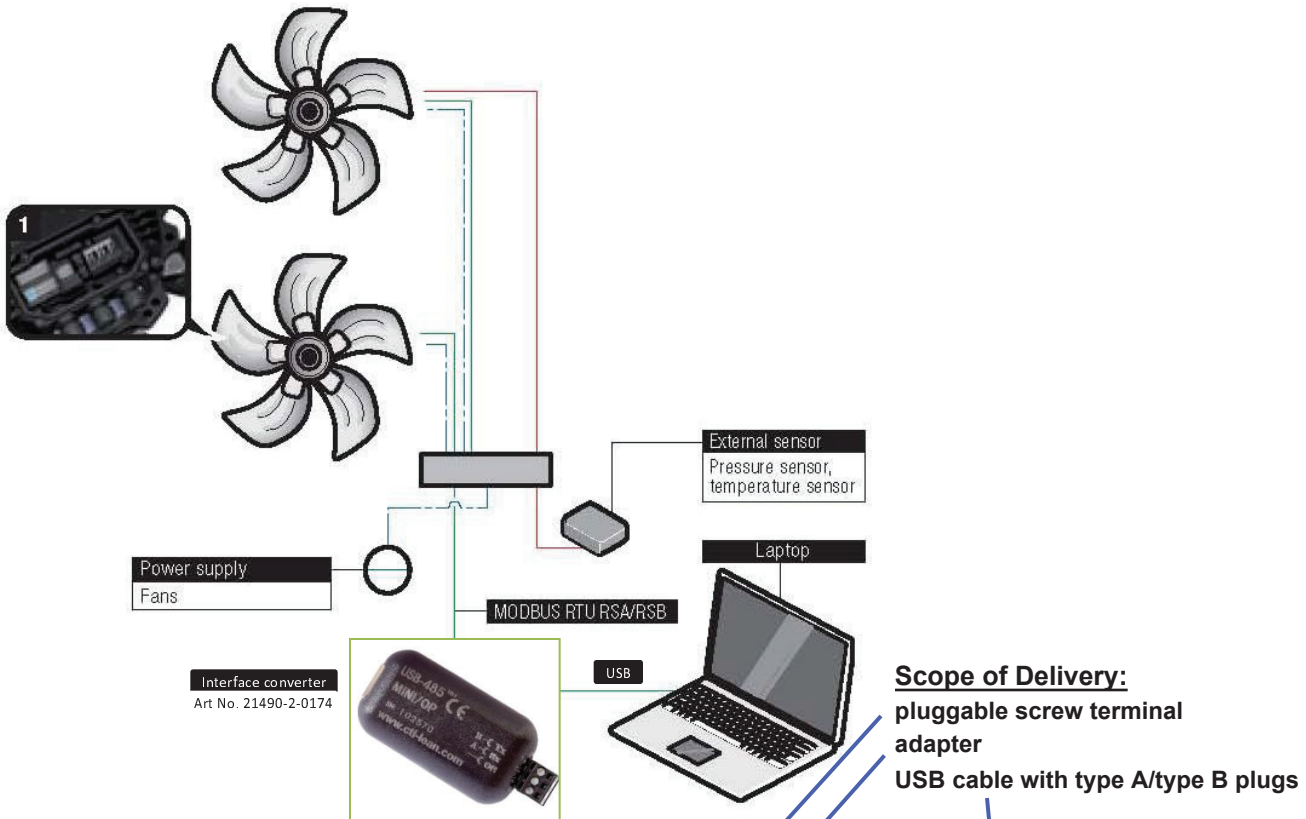 1
External sensor
Pressure sensor,
temperature sensor
Laptop
Power supply
Fans
MODBUS RTU RSA/RSB
Interface converter
Art No. 21490-2-0174
USB
USB-485
MINI/OP
102570
www.cti-lean.com
Scope of Delivery:
pluggable screw terminal
adapter
USB cable with type A/type B plugs